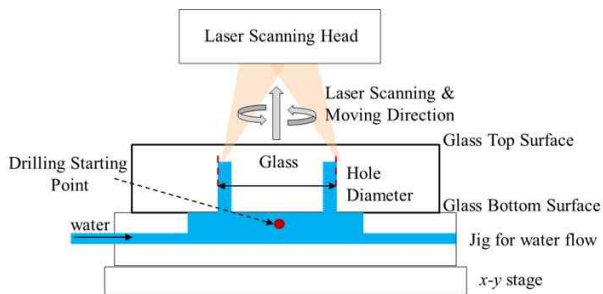 Laser Scanning Head
Laser Scanning &
Moving Direction
Glass Top Surface
Drilling Starting
Point
Glass
Hole
Diameter
Glass Bottom Surface
water
Jig for water flow
x-y stage